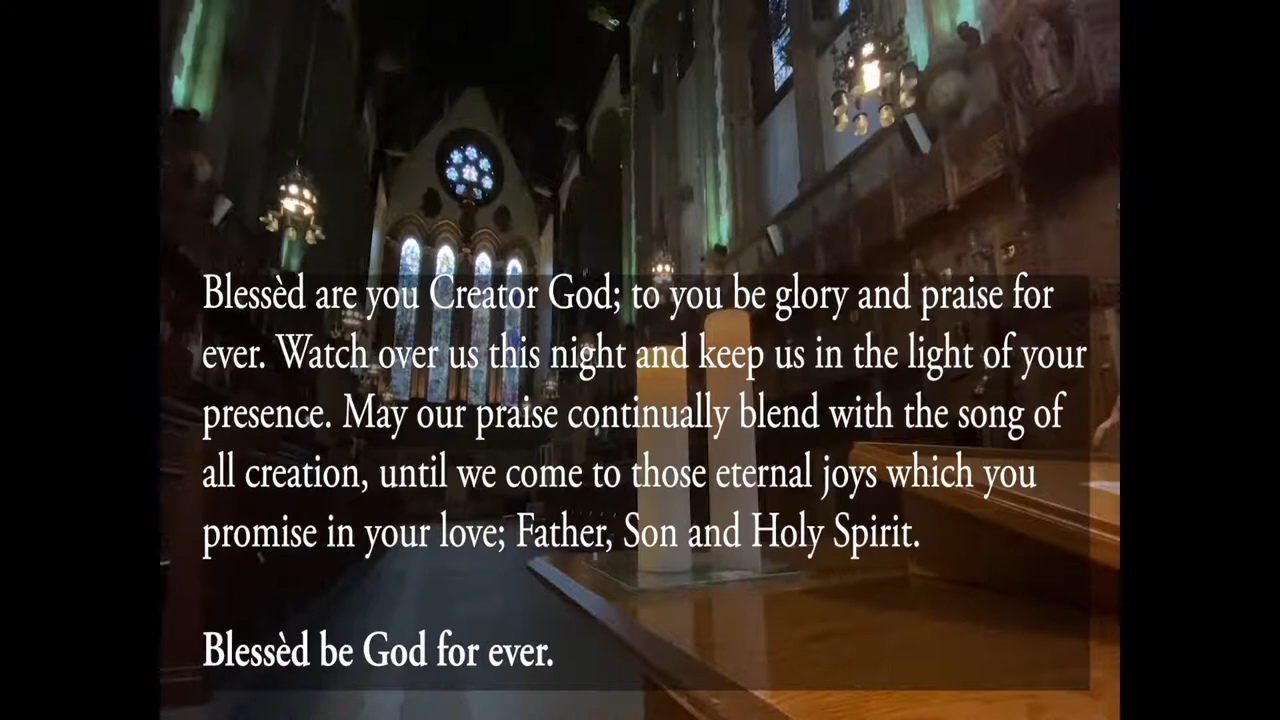 Blessèd are you Creator God; to you be glory and praise for
ever. Watch over us this night and keep us in the light of your
presence. May our praise continually blend with the song of
all creation, until we come to those eternal joys which you
promise in your love; Father, Son and Holy Spirit.
Blessèd be God for ever.